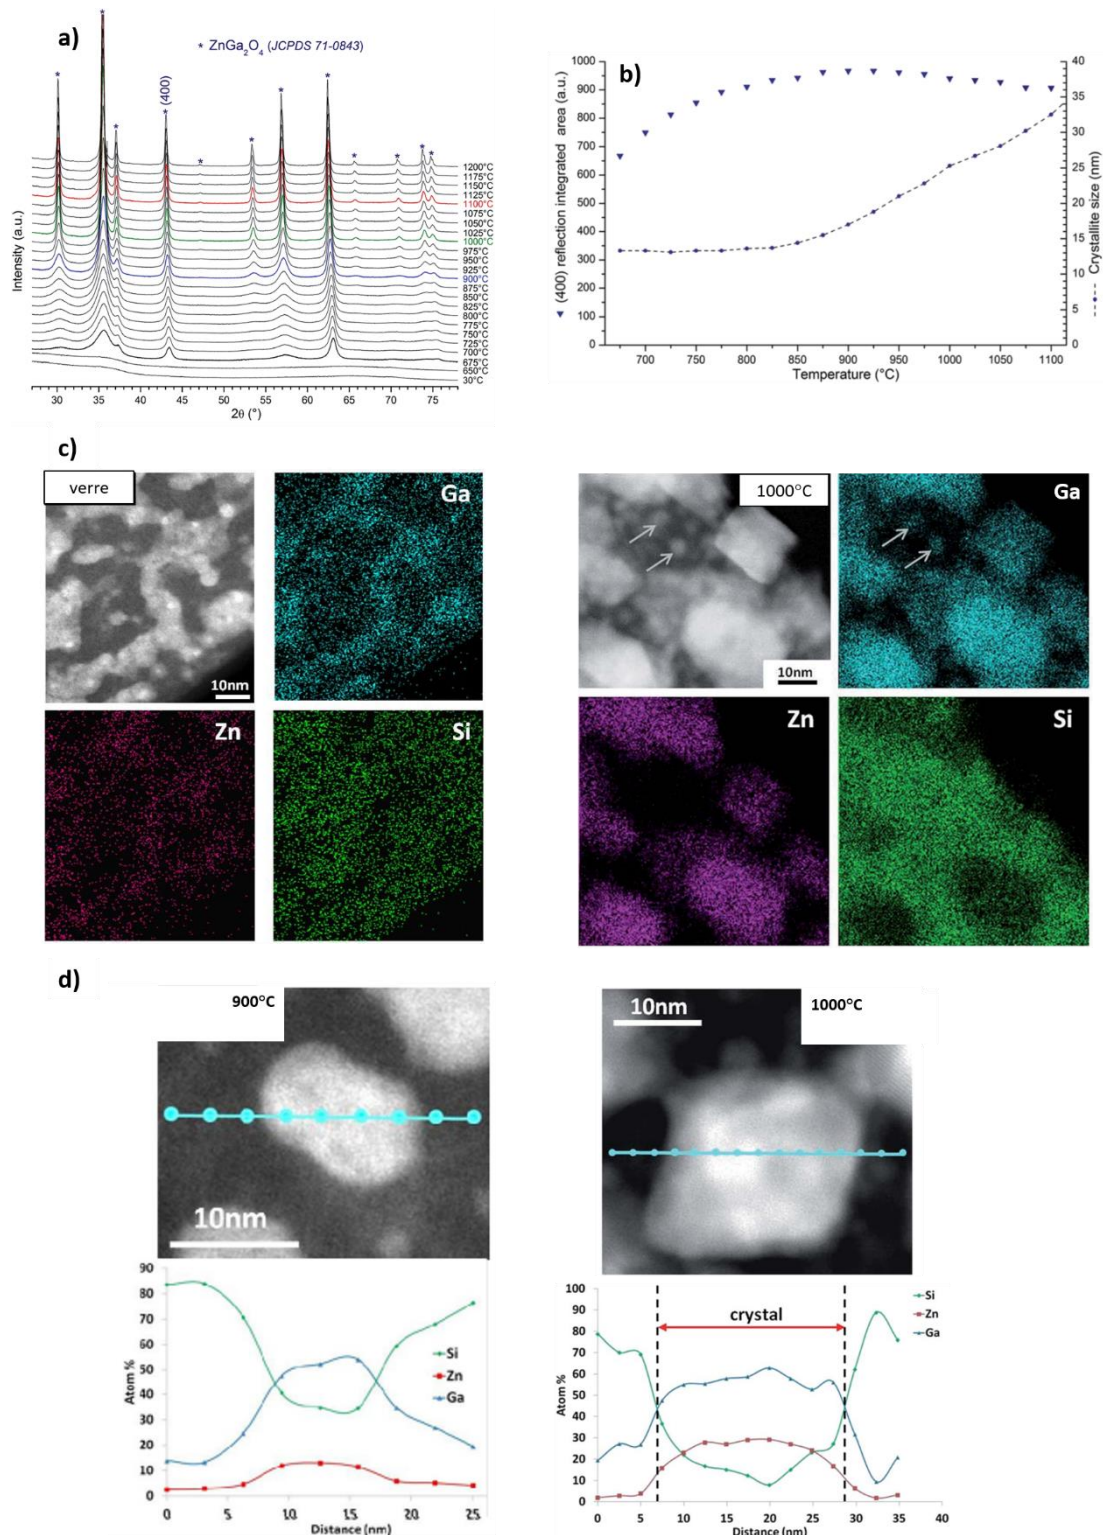 a)
* ZnGa₂O₄ (JCPDS 71-0843)
(400)
Intensity (a.u.)
1200°C
1175°C
1150°C
1125°C
1100°C
1075°C
1050°C
1025°C
1000°C
975°C
950°C
925°C
900°C
875°C
850°C
825°C
800°C
775°C
750°C
725°C
700°C
675°C
650°C
30°C
30 35 40 45 50 55 60 65 70 75
2θ (°)
b)
(400) reflection integrated area (a.u.)
1000
900
800
700
600
500
400
300
200
100
0
40
35
30
25
20
15
10
5
0
Crystallite size (nm)
700 750 800 850 900 950 1000 1050 1100
Temperature (°C)
c)
verre
10nm
Ga
Zn
Si
1000°C
10nm
Ga
Zn
Si
d)
900°C
10nm
90
80
70
60
50
40
30
20
10
0
Atom %
Si
Zn
Ga
0 5 10 15 20 25
Distance (nm)
10nm
1000°C
100
90
80
70
60
50
40
30
20
10
0
Atom %
crystal
Si
Zn
Ga
0 5 10 15 20 25 30 35 40
Distance (nm)